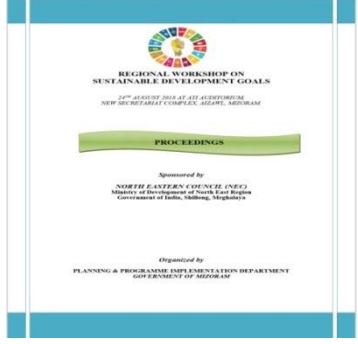 REGIONAL WORKSHOP ON
SUSTAINABLE DEVELOPMENT GOALS
24TH AUGUST 2018 AT ATI AUDITORIUM,
NEW SECRETARIAT COMPLEX, AIZAWL, MIZORAM
PROCEEDINGS
Sponsored by
NORTH EASTERN COUNCIL (NEC)
Ministry of Development of North East Region
Government of India, Shillong, Meghalaya
Organized by
PLANNING & PROGRAMME IMPLEMENTATION DEPARTMENT
GOVERNMENT OF MIZORAM